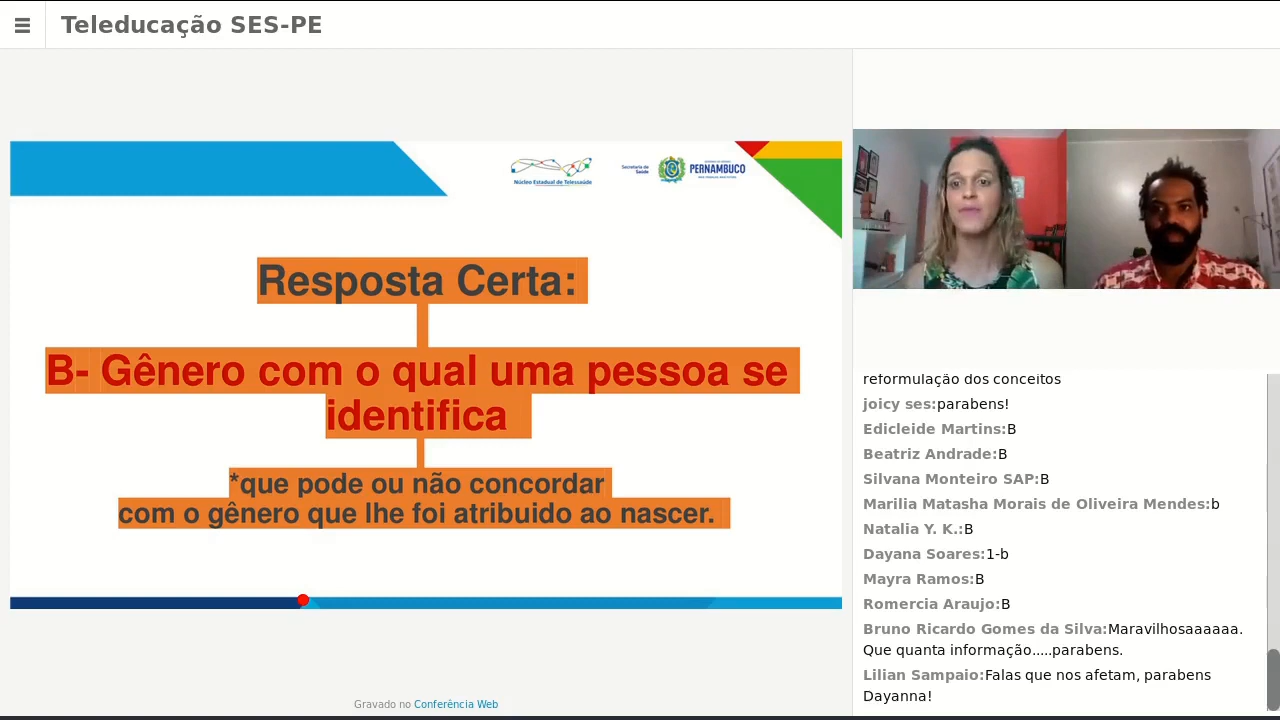 Teleducação SES-PE
Núcleo Estadual de Telessaúde
Secretaria de
Saúde
PERNAMBUCO
Resposta Certa:
B- Gênero com o qual uma pessoa se
identifica
*que pode ou não concordar
com o gênero que lhe foi atribuido ao nascer.
Gravado no Conferência Web
reformulação dos conceitos
joicy ses:parabens!
Edicleide Martins:B
Beatriz Andrade:B
Silvana Monteiro SAP:B
Marilia Matasha Morais de Oliveira Mendes:b
Natalia Y. K.:B
Dayana Soares:1-b
Mayra Ramos:B
Romercia Araujo:B
Bruno Ricardo Gomes da Silva:Maravilhosaaaaaa.
Que quanta informação.....parabens.
Lilian Sampaio:Falas que nos afetam, parabens
Dayanna!